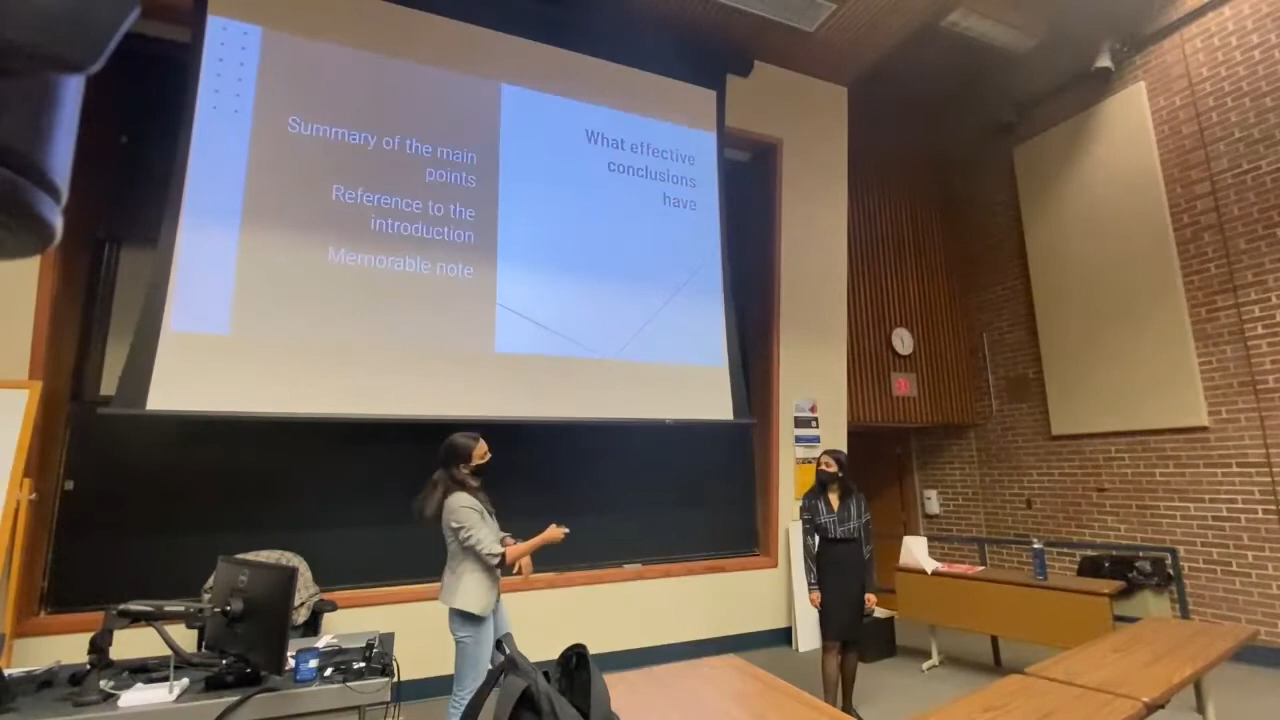 Summary of the main
points
Reference to the
introduction
Memorable note
What effective
conclusions
have